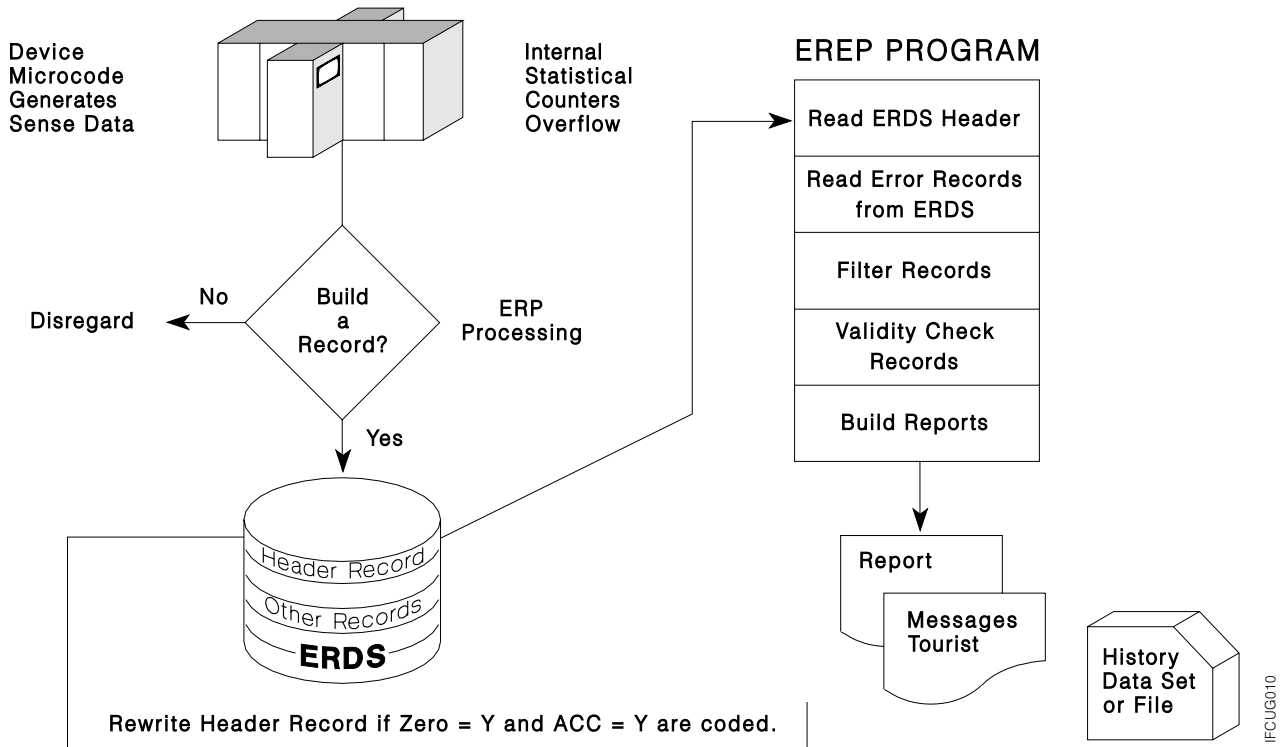 Device
Microcode
Generates
Sense Data
Internal
Statistical
Counters
Overflow
No
Disregard
Build
a
Record?
ERP
Processing
Yes
Header Record
Other Records
ERDS
Rewrite Header Record if Zero = Y and ACC = Y are coded.
EREP PROGRAM
Read ERDS Header
Read Error Records
from ERDS
Filter Records
Validity Check
Records
Build Reports
Report
Messages
Tourist
History
Data Set
or File
IFCUG010